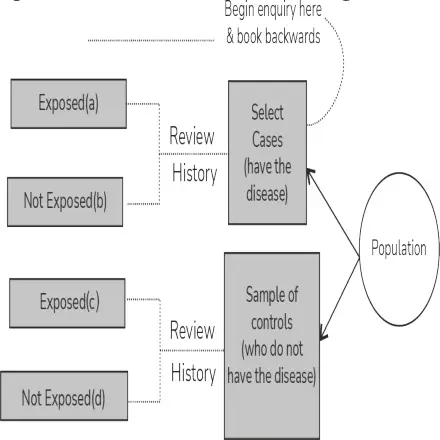 Begin enquiry here
& book backwards
Exposed(a)
Select
Cases
(have the
disease)
Review
History
Not Exposed(b)
Population
Exposed(c)
Sample of
controls
(who do not
have the disease)
Review
History
Not Exposed(d)